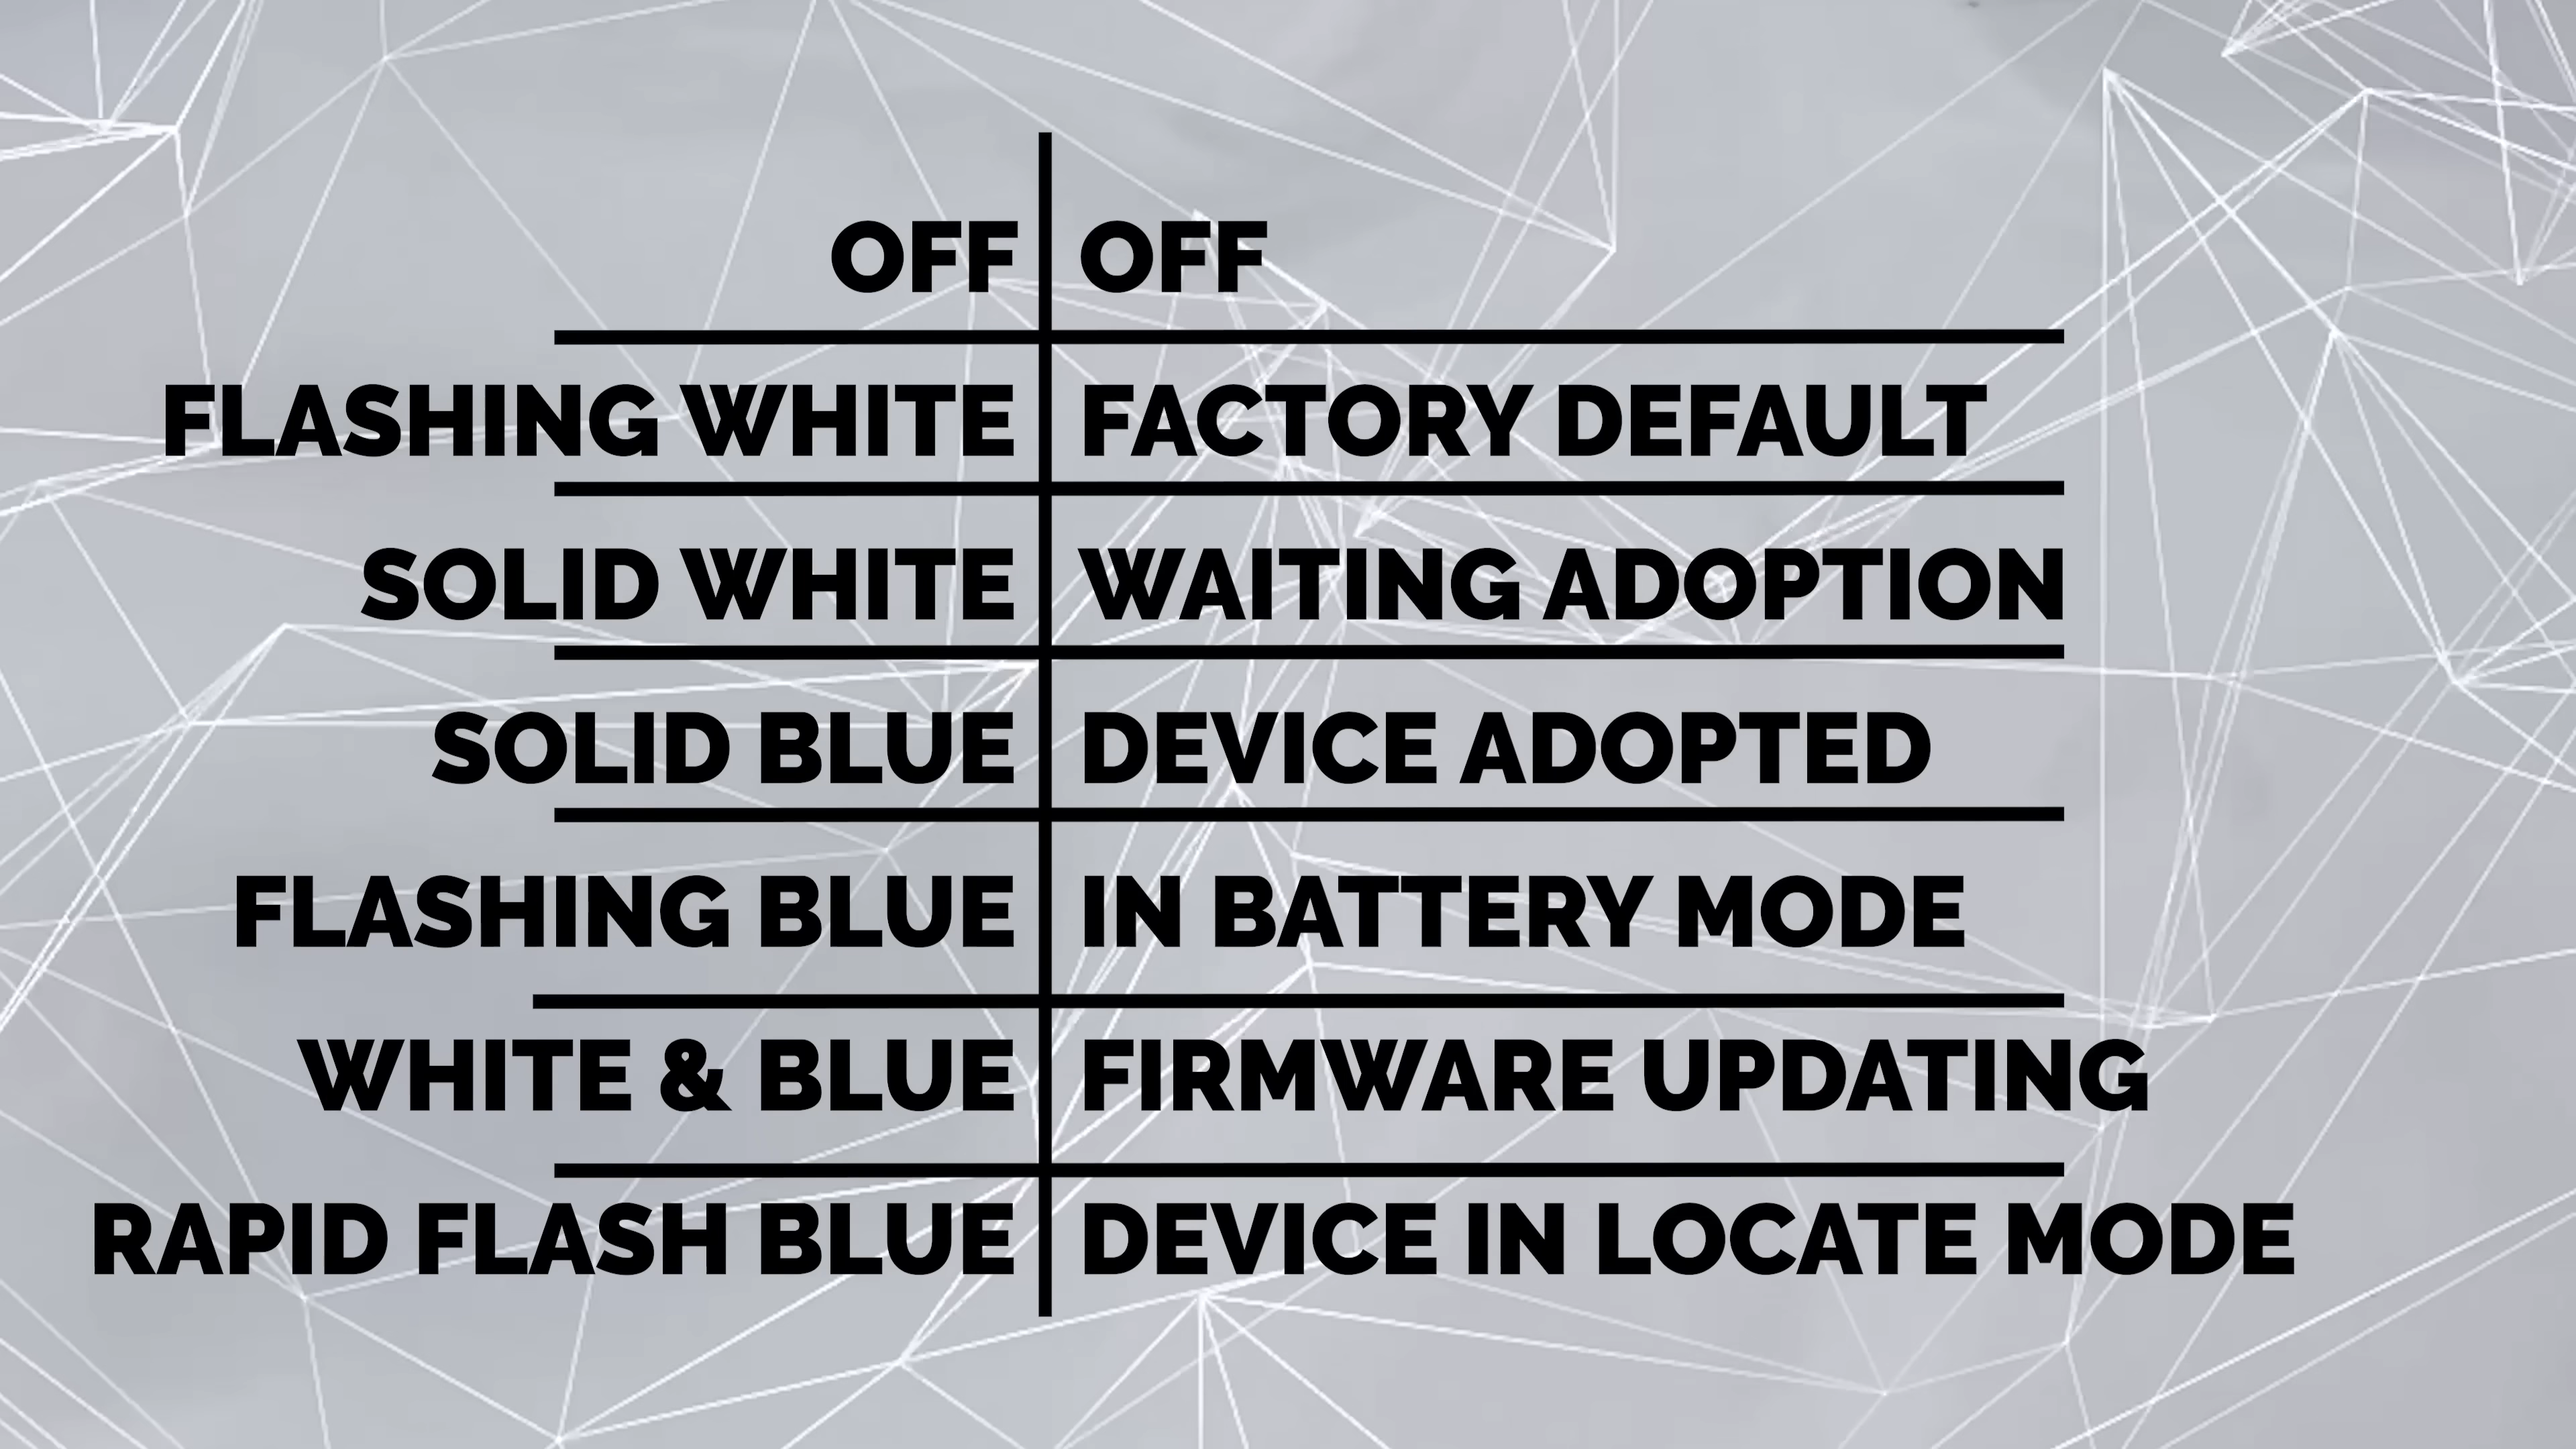 OFF OFF
FLASHING WHITE FACTORY DEFAULT
SOLID WHITE WAITING ADOPTION
SOLID BLUE DEVICE ADOPTED
FLASHING BLUE IN BATTERY MODE
WHITE & BLUE FIRMWARE UPDATING
RAPID FLASH BLUE DEVICE IN LOCATE MODE